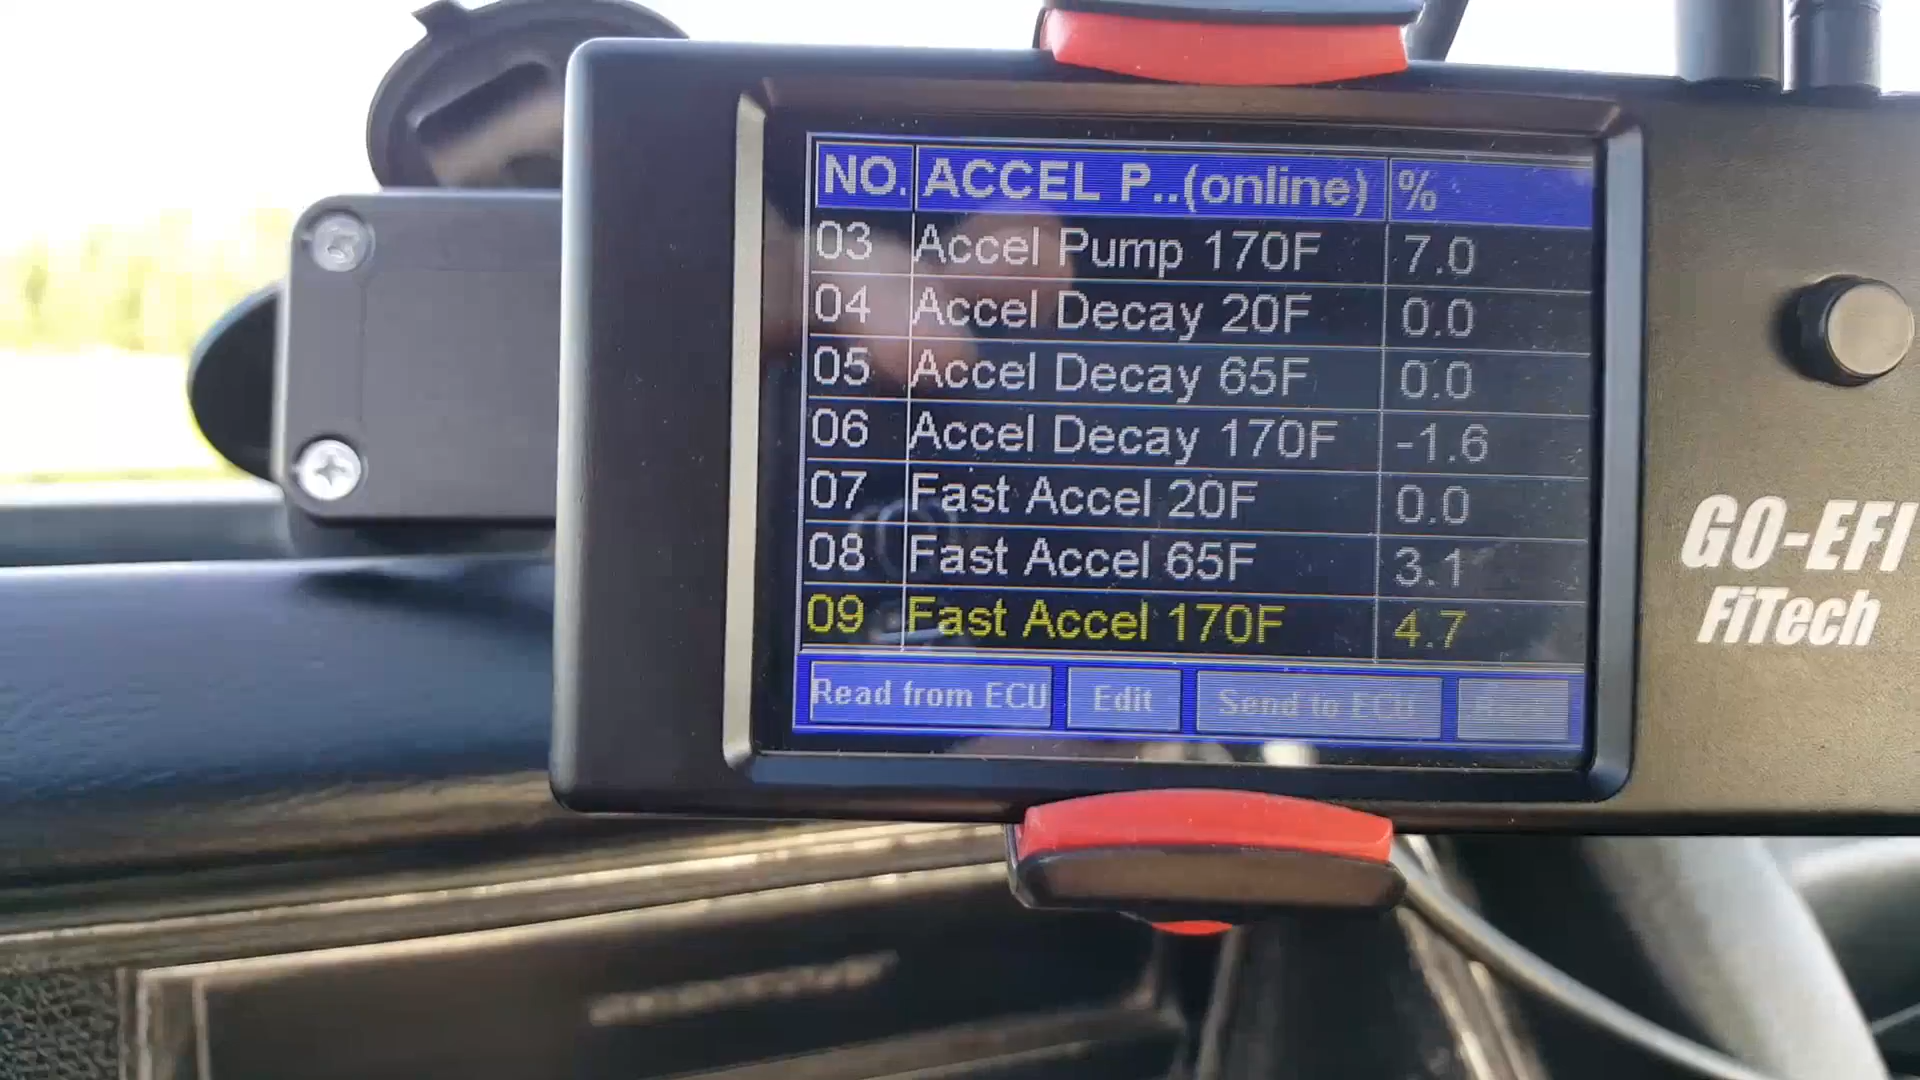 NO. ACCEL P..(online) %
03 Accel Pump 170F 7.0
04 Accel Decay 20F 0.0
05 Accel Decay 65F 0.0
06 Accel Decay 170F -1.6
07 Fast Accel 20F 0.0
08 Fast Accel 65F 3.1
09 Fast Accel 170F 4.7
Read from ECU Edit Send to ECU
GO-EFI
FiTech